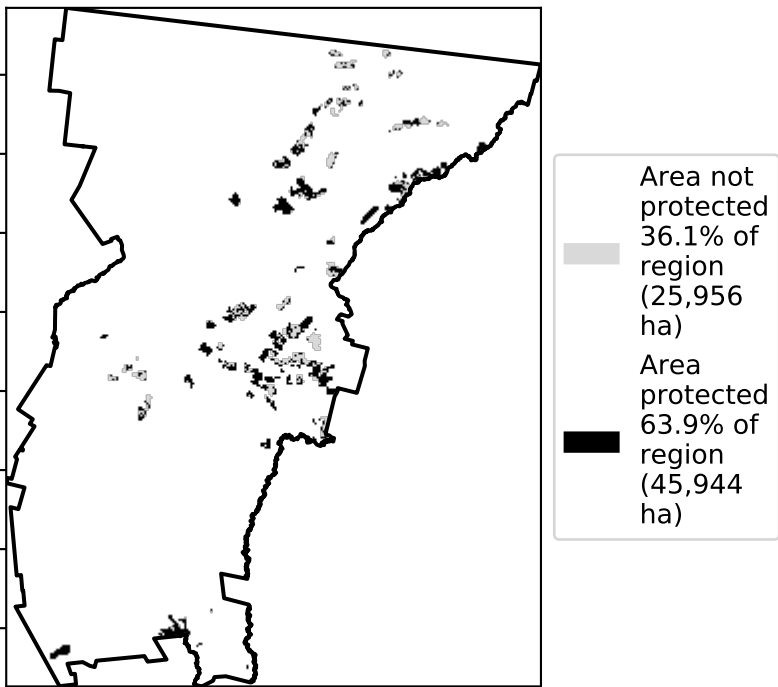 Area not
protected
36.1% of
region
(25,956
ha)
Area
protected
63.9% of
region
(45,944
ha)